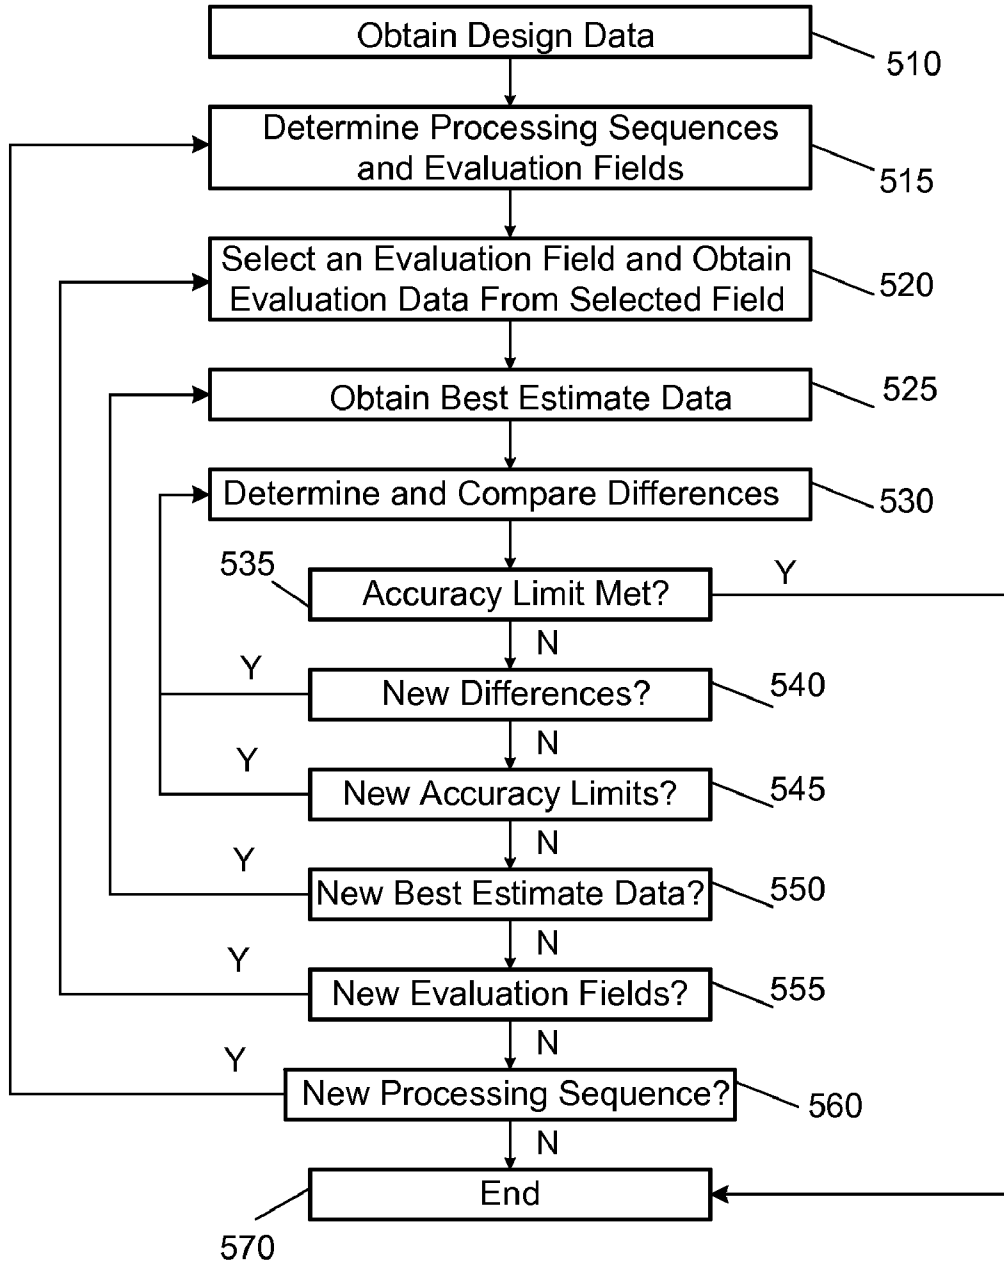 Obtain Design Data
510
Determine Processing Sequences
and Evaluation Fields
515
Select an Evaluation Field and Obtain
Evaluation Data From Selected Field
520
Obtain Best Estimate Data
525
Determine and Compare Differences
530
535
Accuracy Limit Met?
Y
N
Y
New Differences?
540
N
Y
New Accuracy Limits?
545
N
Y
New Best Estimate Data?
550
N
Y
New Evaluation Fields?
555
N
Y
New Processing Sequence?
560
N
End
570